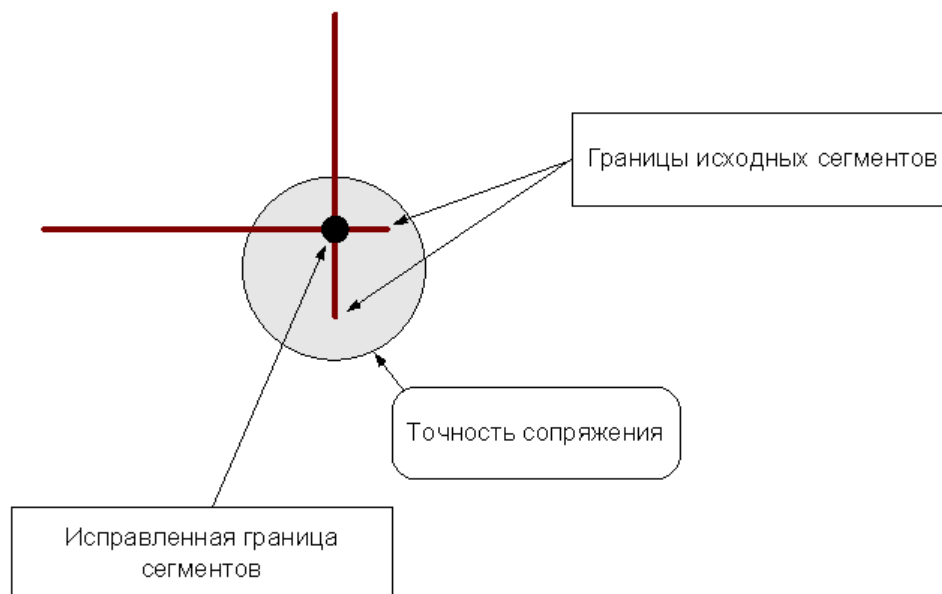 Границы исходных сегментов
Точность сопряжения
Исправленная граница
сегментов